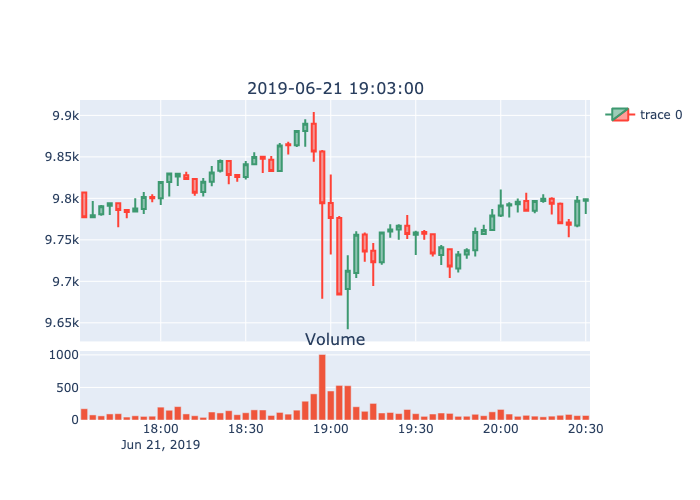 2019-06-21 19:03:00
9.9k
9.85k
9.8k
9.75k
9.7k
9.65k
trace 0
Volume
1000
500
0
18:00
18:30
19:00
19:30
20:00
20:30
Jun 21, 2019